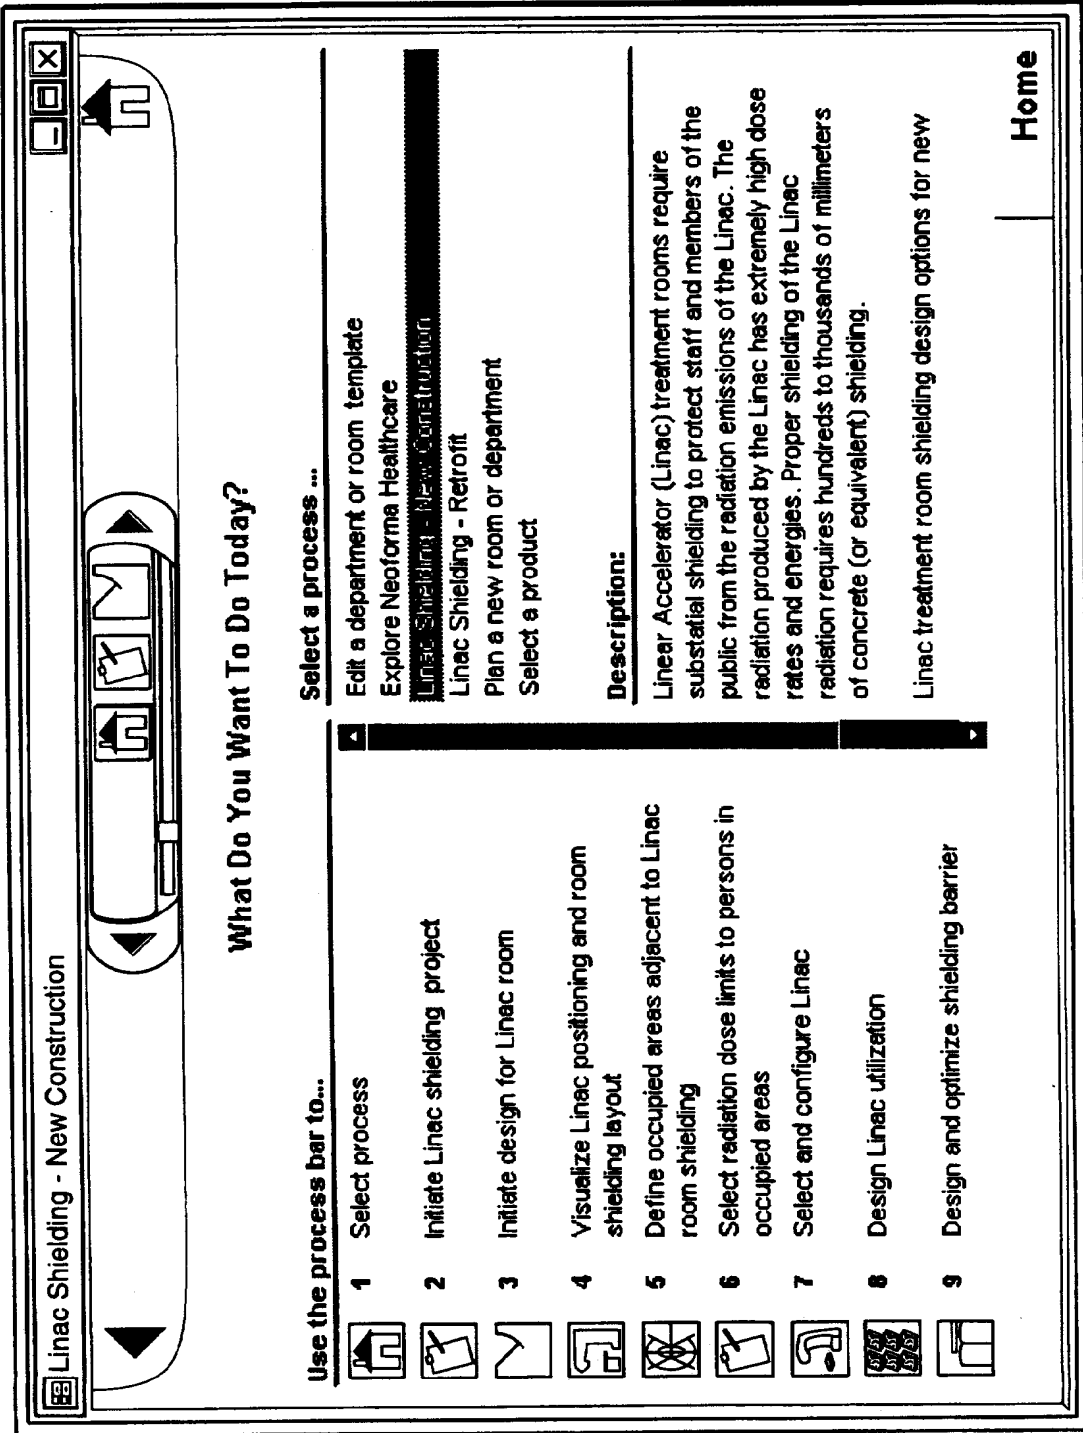 Linac Shielding - New Construction
What Do You Want To Do Today?
Use the process bar to...
1 Select process
2 Initiate Linac shielding project
3 Initiate design for Linac room
4 Visualize Linac positioning and room
shielding layout
5 Define occupied areas adjacent to Linac
room shielding
6 Select radiation dose limits to persons in
occupied areas
7 Select and configure Linac
8 Design Linac utilization
9 Design and optimize shielding barrier
Select a process ...
Edit a department or room template
Explore Neoforma Healthcare
Linac Shielding - New Construction
Linac Shielding - Retrofit
Plan a new room or department
Select a product
Description:
Linear Accelerator (Linac) treatment rooms require
substatial shielding to protect staff and members of the
public from the radiation emissions of the Linac. The
radiation produced by the Linac has extremely high dose
rates and energies. Proper shielding of the Linac
radiation requires hundreds to thousands of millimeters
of concrete (or equivalent) shielding.
Linac treatment room shielding design options for new
Home